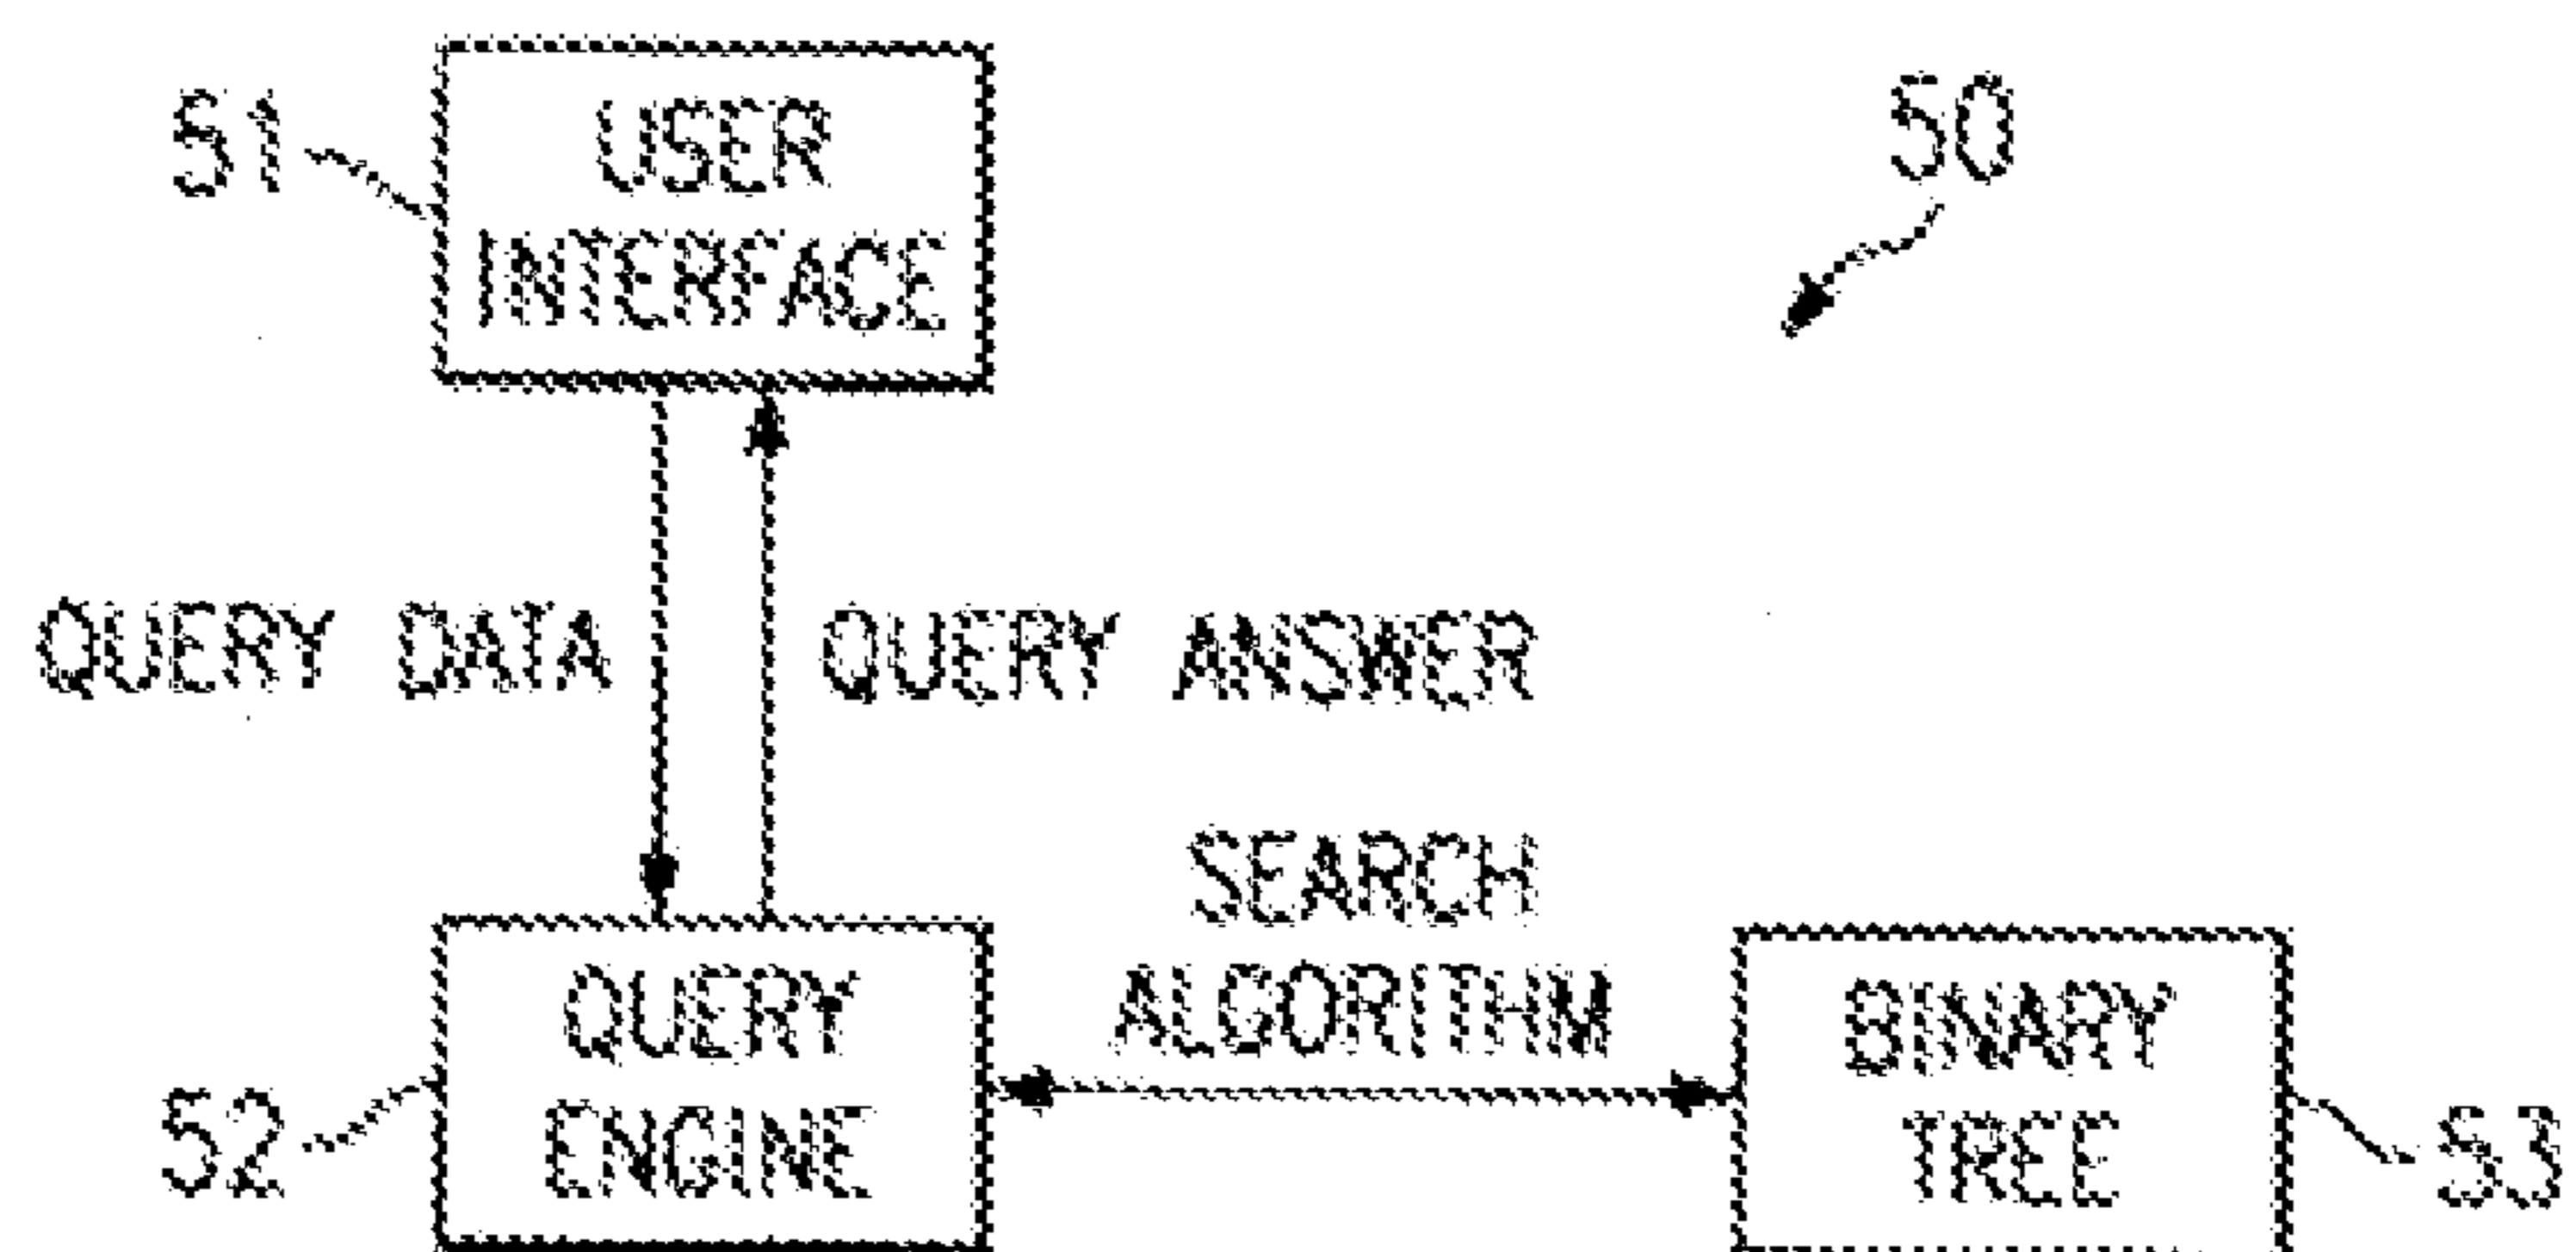 51
USER
INTERFACE
50
QUERY DATA
QUERY ANSWER
SEARCH
ALGORITHM
QUERY
ENGINE
52
BINARY
TREE
53